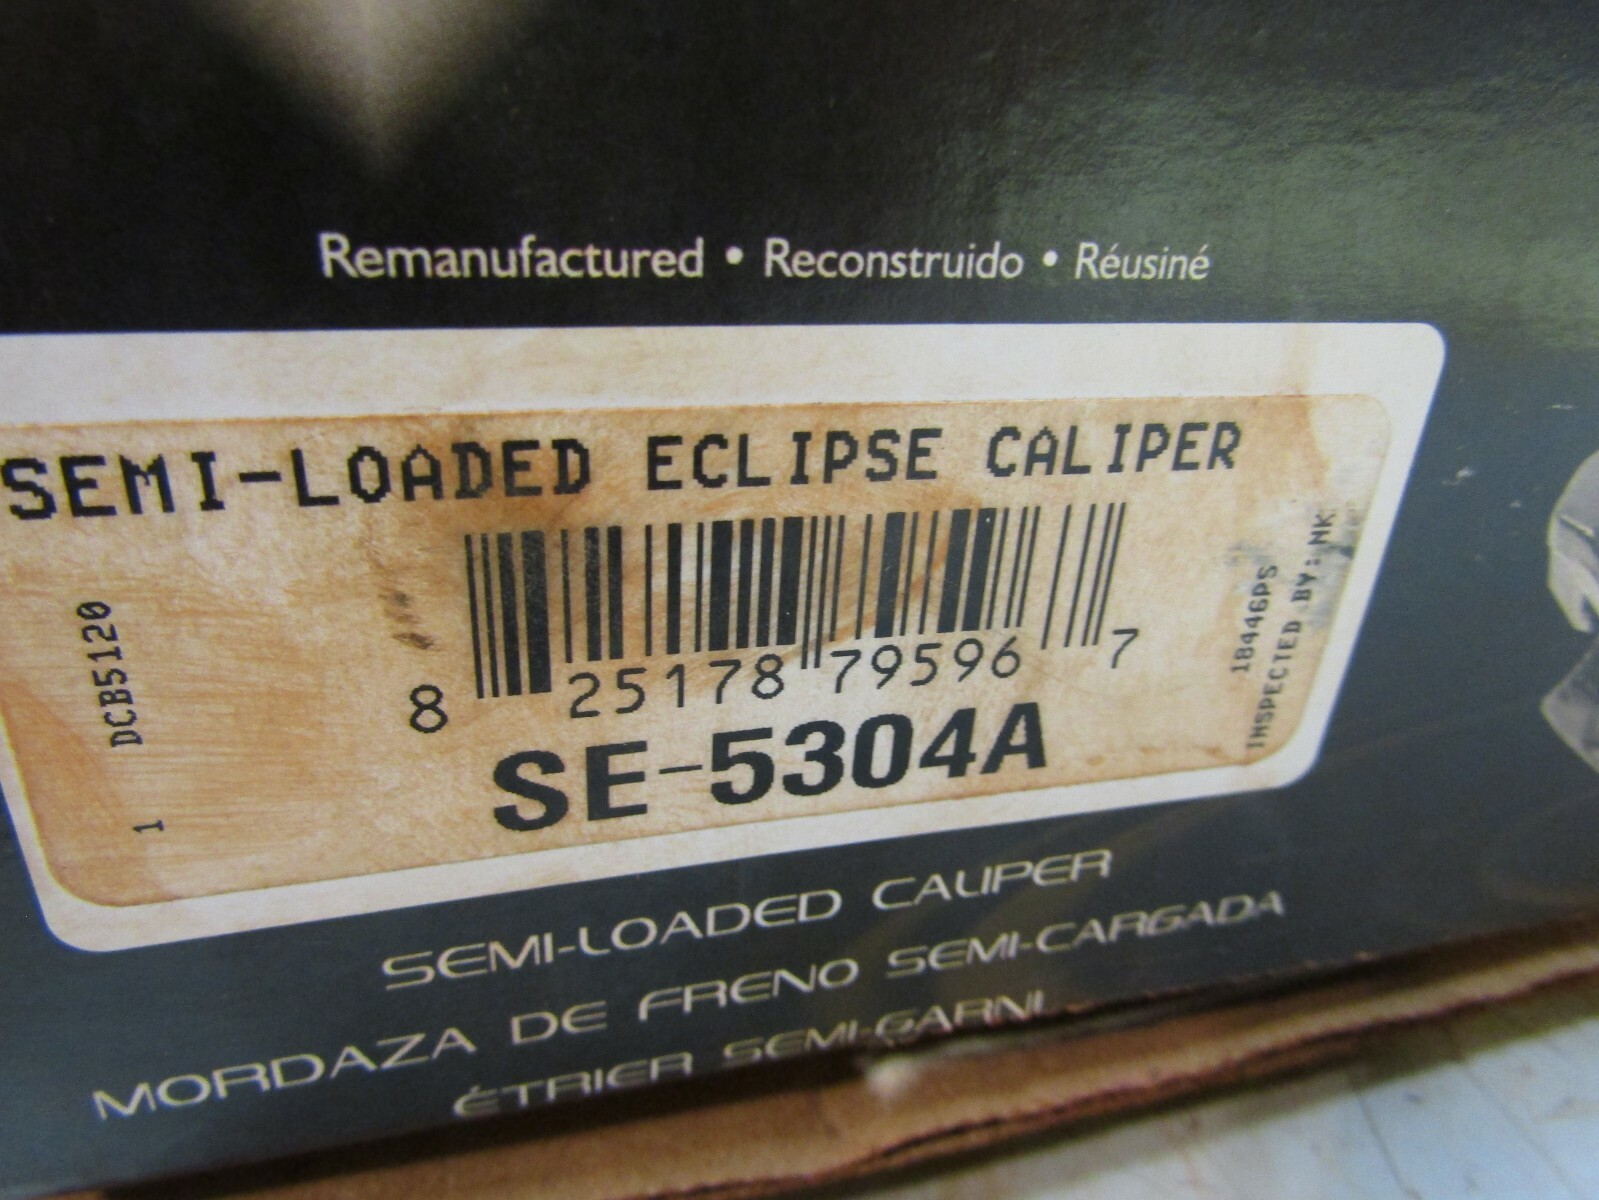 Remanufactured • Reconstruido • Réusiné
SEMI-LOADED ECLIPSE CALIPER
DCB5120
1
8 25178 79596 7
18446PS
INSPECTED BY: NK
SE-5304A
SEMI-LOADED CALIPER
MORDAZA DE FRENO SEMI-CARGADA
ÉTRIER SEMI-GARNI